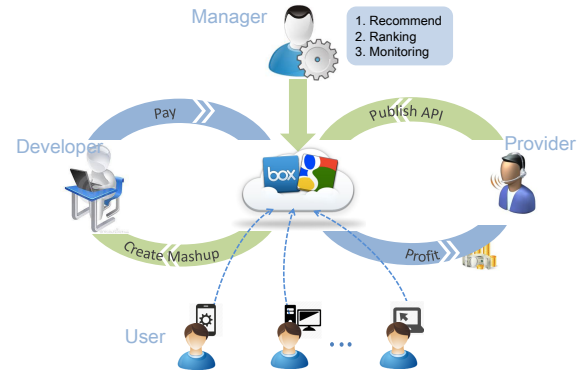 Manager
1. Recommend
2. Ranking
3. Monitoring
Pay
Publish API
Developer
Provider
box
Create Mashup
Profit
User